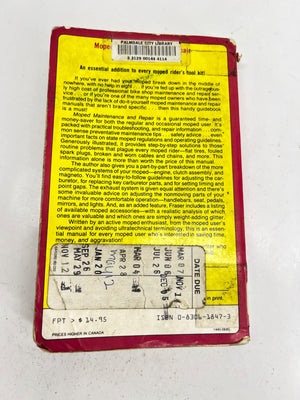 PALMDALE CITY LIBRARY
3 3129 00148 4114
Mope
An essential addition to every moped rider's tool kit!
If you've ever had your moped break down in the middle of
nowhere, with no help in sight . . . if you're fed up with the outrageous-
ly high cost of professional bike shop maintenance and repair ser-
vice . . . or if you're one of the many moped owners who have been
frustrated by the lack of do-it-yourself moped maintenance and repair
manuals that aren't brand specific . . . then this handy guidebook
is a must!
Moped Maintenance and Repair is a guaranteed time- and
money-saver for both the regular and occasional moped user. It's
packed with practical troubleshooting, and repair information . . . com-
mon sense preventative maintenance tips . . . safety advice . . . even
important facts on state moped regulations and operating guidelines.
Generously illustrated, it provides step-by-step solutions to those
routine problems that plague every moped rider—flat tires, fouled
spark plugs, broken and worn cables and chains, and more. This
information alone is more than worth the price of this manual.
The author also gives you a part-by-part breakdown of the more
complicated systems of your moped—engine, clutch assembly, and
magneto. You'll find easy-to-follow guidelines for adjusting the car-
buretor, for replacing key carburetor parts, and for setting timing and
point gaps. The exhaust system is given equal attention and there's
some invaluable advice on adjusting the nonmoving parts of your
machine for more comfortable operation—handlebars, seat, pedals,
mirrors, and lights. And, as an added feature, Paul Dempsey includes
a listing of available moped accessories—with a realistic analysis of which
ones are valuable and which ones are simply weight-adding gimmicks.
Written by an active moped enthusiast, from the moped user's
viewpoint and avoiding ultratechnical terminology, this is an es-
sential manual for every moped user who's interested in saving time,
money, and aggravation!
DATE DUE
in print.
FPT > $ 14.95
ISBN 0-8306-1847-3
PRICES HIGHER IN CANADA